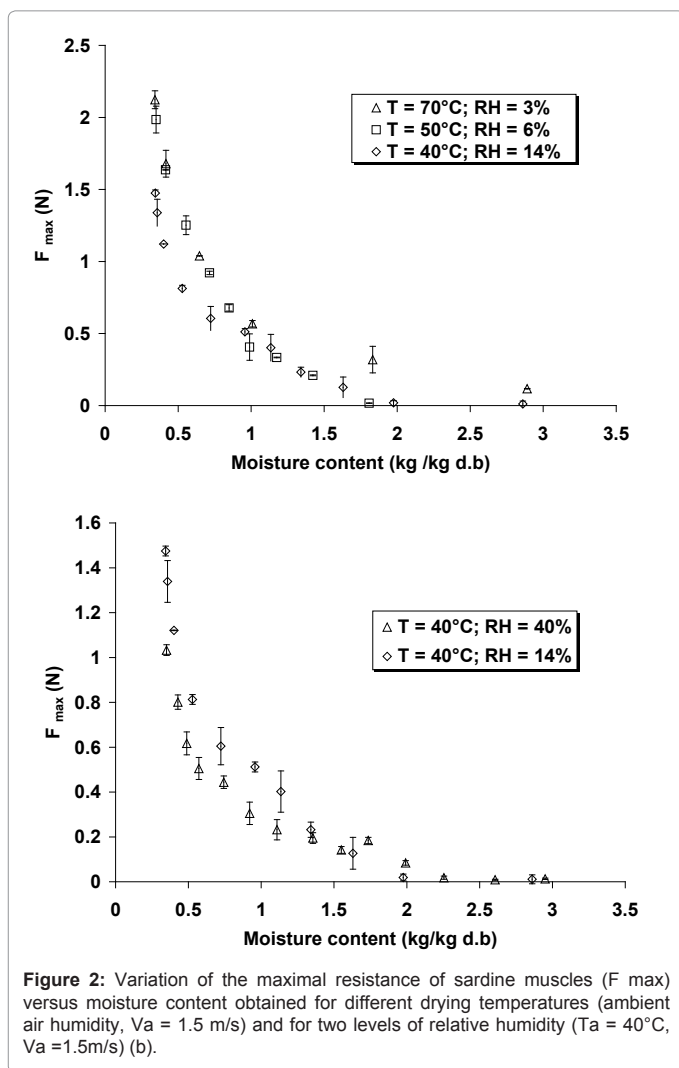 2.5
2
1.5
1
0.5
0
F max (N)
T = 70°C; RH = 3%
T = 50°C; RH = 6%
T = 40°C; RH = 14%
0 0.5 1 1.5 2 2.5 3 3.5
Moisture content (kg /kg d.b)
1.6
1.4
1.2
1
0.8
0.6
0.4
0.2
0
F max (N)
T = 40°C; RH = 40%
T = 40°C; RH = 14%
0 0.5 1 1.5 2 2.5 3 3.5
Moisture content (kg/kg d.b)
Figure 2: Variation of the maximal resistance of sardine muscles (F max)
versus moisture content obtained for different drying temperatures (ambient
air humidity, Va = 1.5 m/s) and for two levels of relative humidity (Ta = 40°C,
Va =1.5m/s) (b).